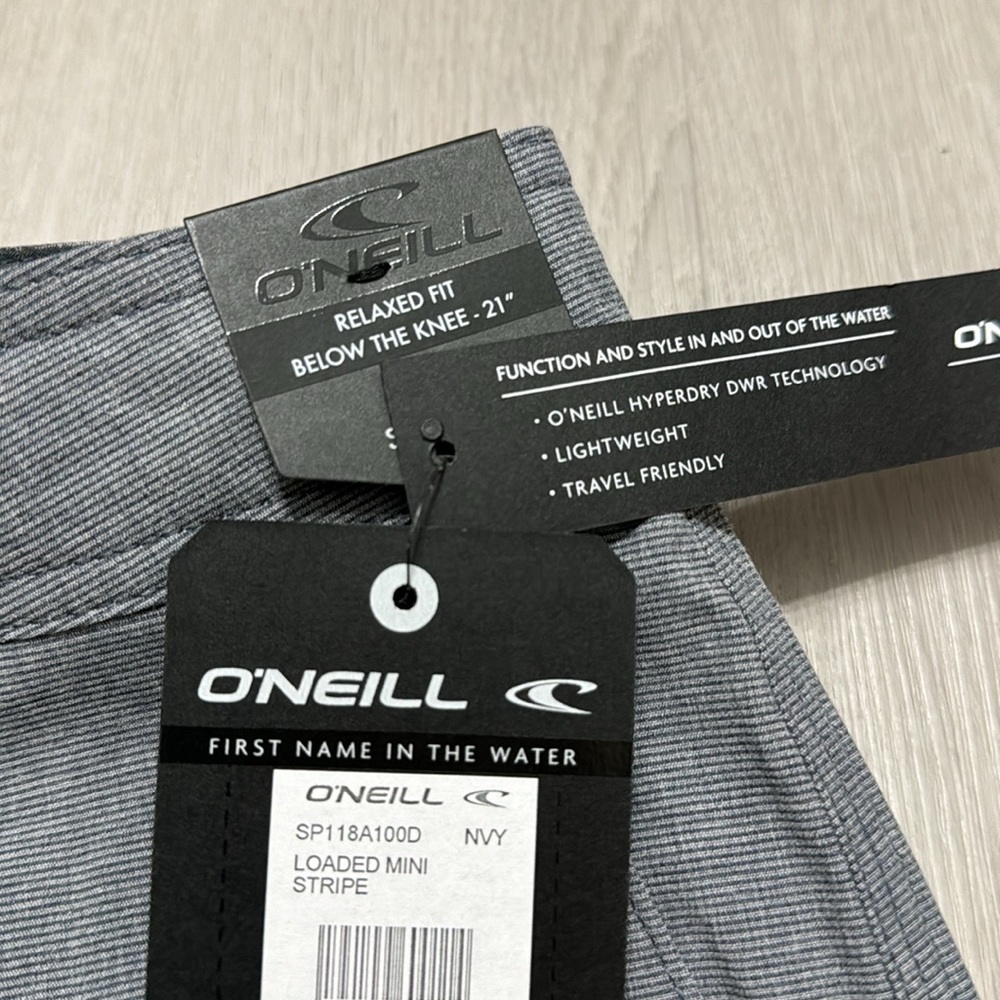 O'NEILL
RELAXED FIT
BELOW THE KNEE - 21"
FUNCTION AND STYLE IN AND OUT OF THE WATER
• O'NEILL HYPERDRY DWR TECHNOLOGY
• LIGHTWEIGHT
• TRAVEL FRIENDLY
O'NEILL
FIRST NAME IN THE WATER
O'NEILL
SP118A100D NVY
LOADED MINI
STRIPE